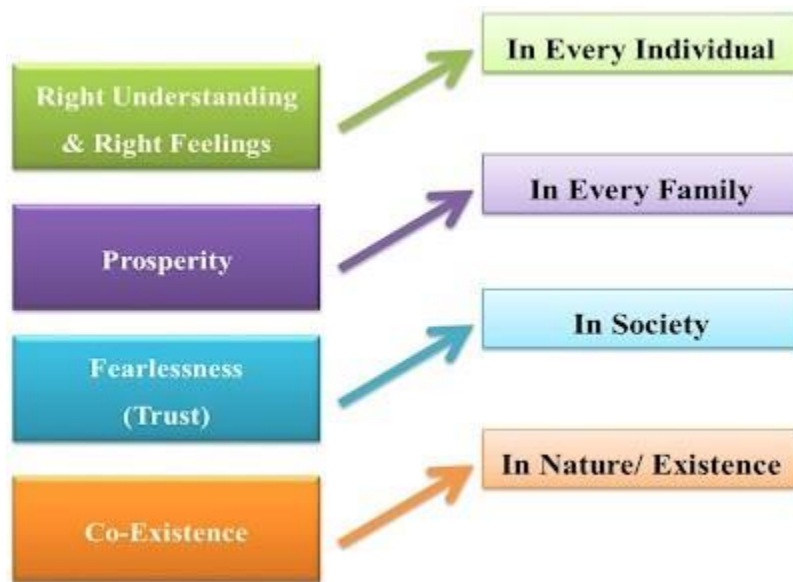 Right Understanding
& Right Feelings
In Every Individual
Prosperity
In Every Family
Fearlessness
(Trust)
In Society
Co-Existence
In Nature/ Existence